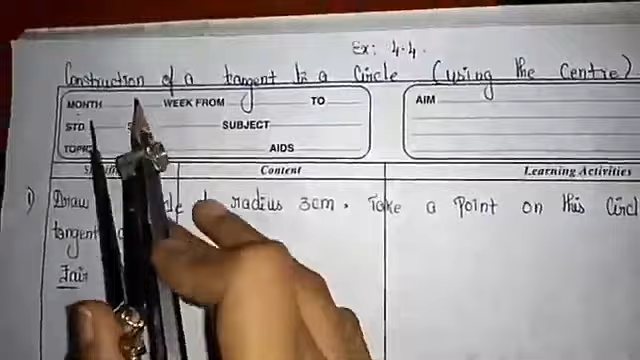 Ex: 4.4.
Construction of a tangent to a Circle (Using the Centre)
MONTH WEEK FROM TO
AIM
STD SUBJECT
AIDS
Content Learning Activities
1) Draw radius 3cm. Take a Point on this Circl
tangent
Fair